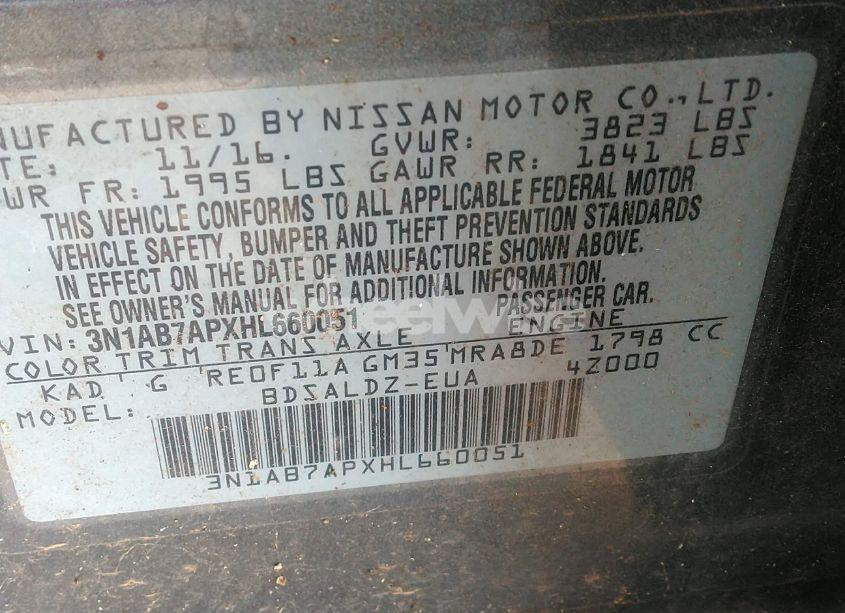 NUFACTURED BY NISSAN MOTOR CO., LTD.
TE: 11/16. GVWR: 3823 LBS
WR FR: 1995 LBS GAWR RR: 1841 LBS
THIS VEHICLE CONFORMS TO ALL APPLICABLE FEDERAL MOTOR
VEHICLE SAFETY, BUMPER AND THEFT PREVENTION STANDARDS
IN EFFECT ON THE DATE OF MANUFACTURE SHOWN ABOVE.
SEE OWNER'S MANUAL FOR ADDITIONAL INFORMATION.
VIN: 3N1AB7APXHL660051 PASSENGER CAR.
COLOR TRIM TRANS AXLE ENGINE
KAD G RE0F11A GM35 MRA8DE 1798 CC
MODEL: BDSALDZ-EUA 4Z000
3N1AB7APXHL660051